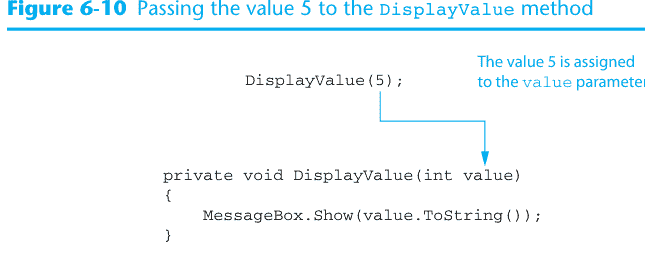 Figure 6-10 Passing the value 5 to the DisplayValue method
The value 5 is assigned
to the value parameter
DisplayValue(5);
private void DisplayValue(int value)
{
MessageBox.Show(value.ToString());
}